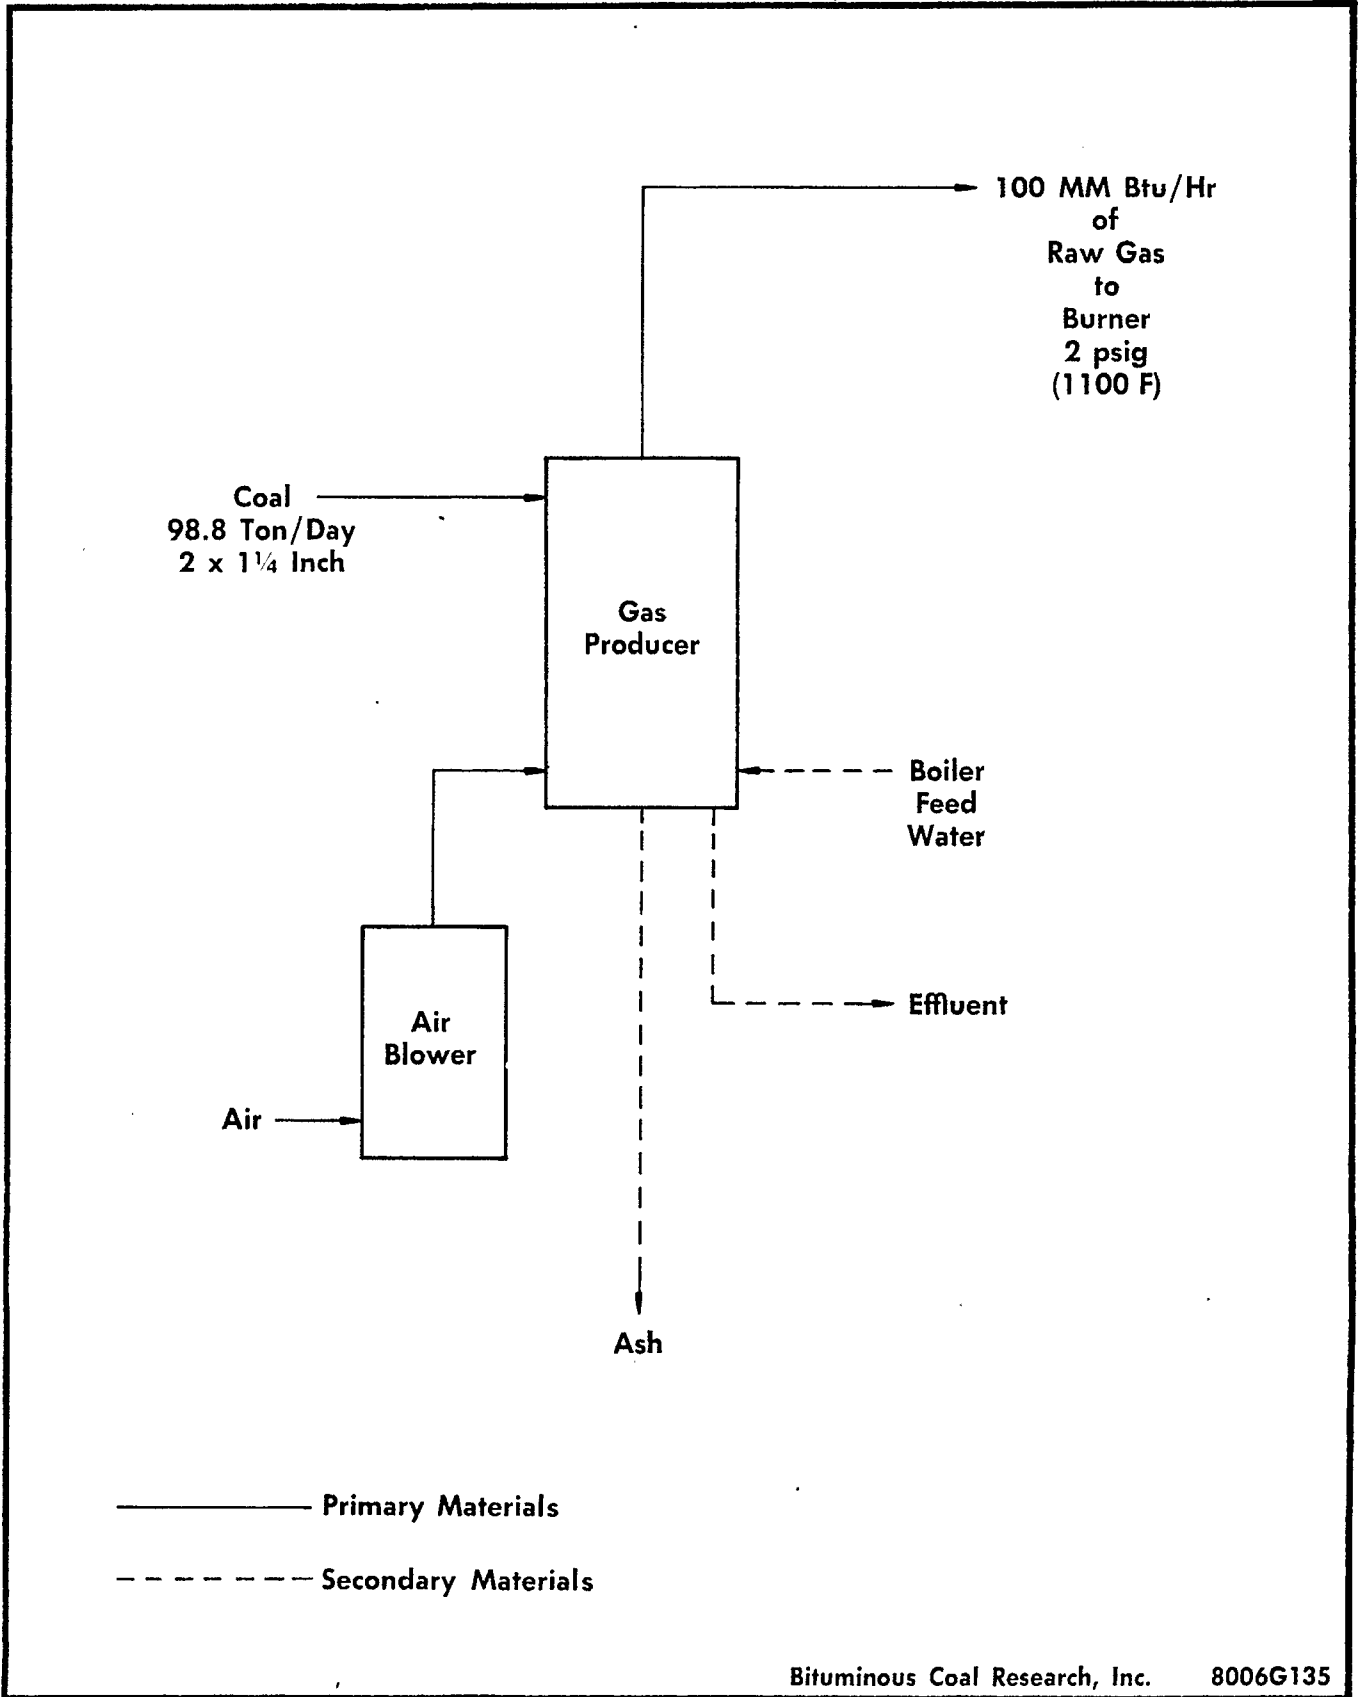 100 MM Btu/Hr
of
Raw Gas
to
Burner
2 psig
(1100 F)
Coal
98.8 Ton/Day
2 x 1¼ Inch
Gas
Producer
Boiler
Feed
Water
Effluent
Air
Blower
Air
Ash
Primary Materials
Secondary Materials
Bituminous Coal Research, Inc. 8006G135